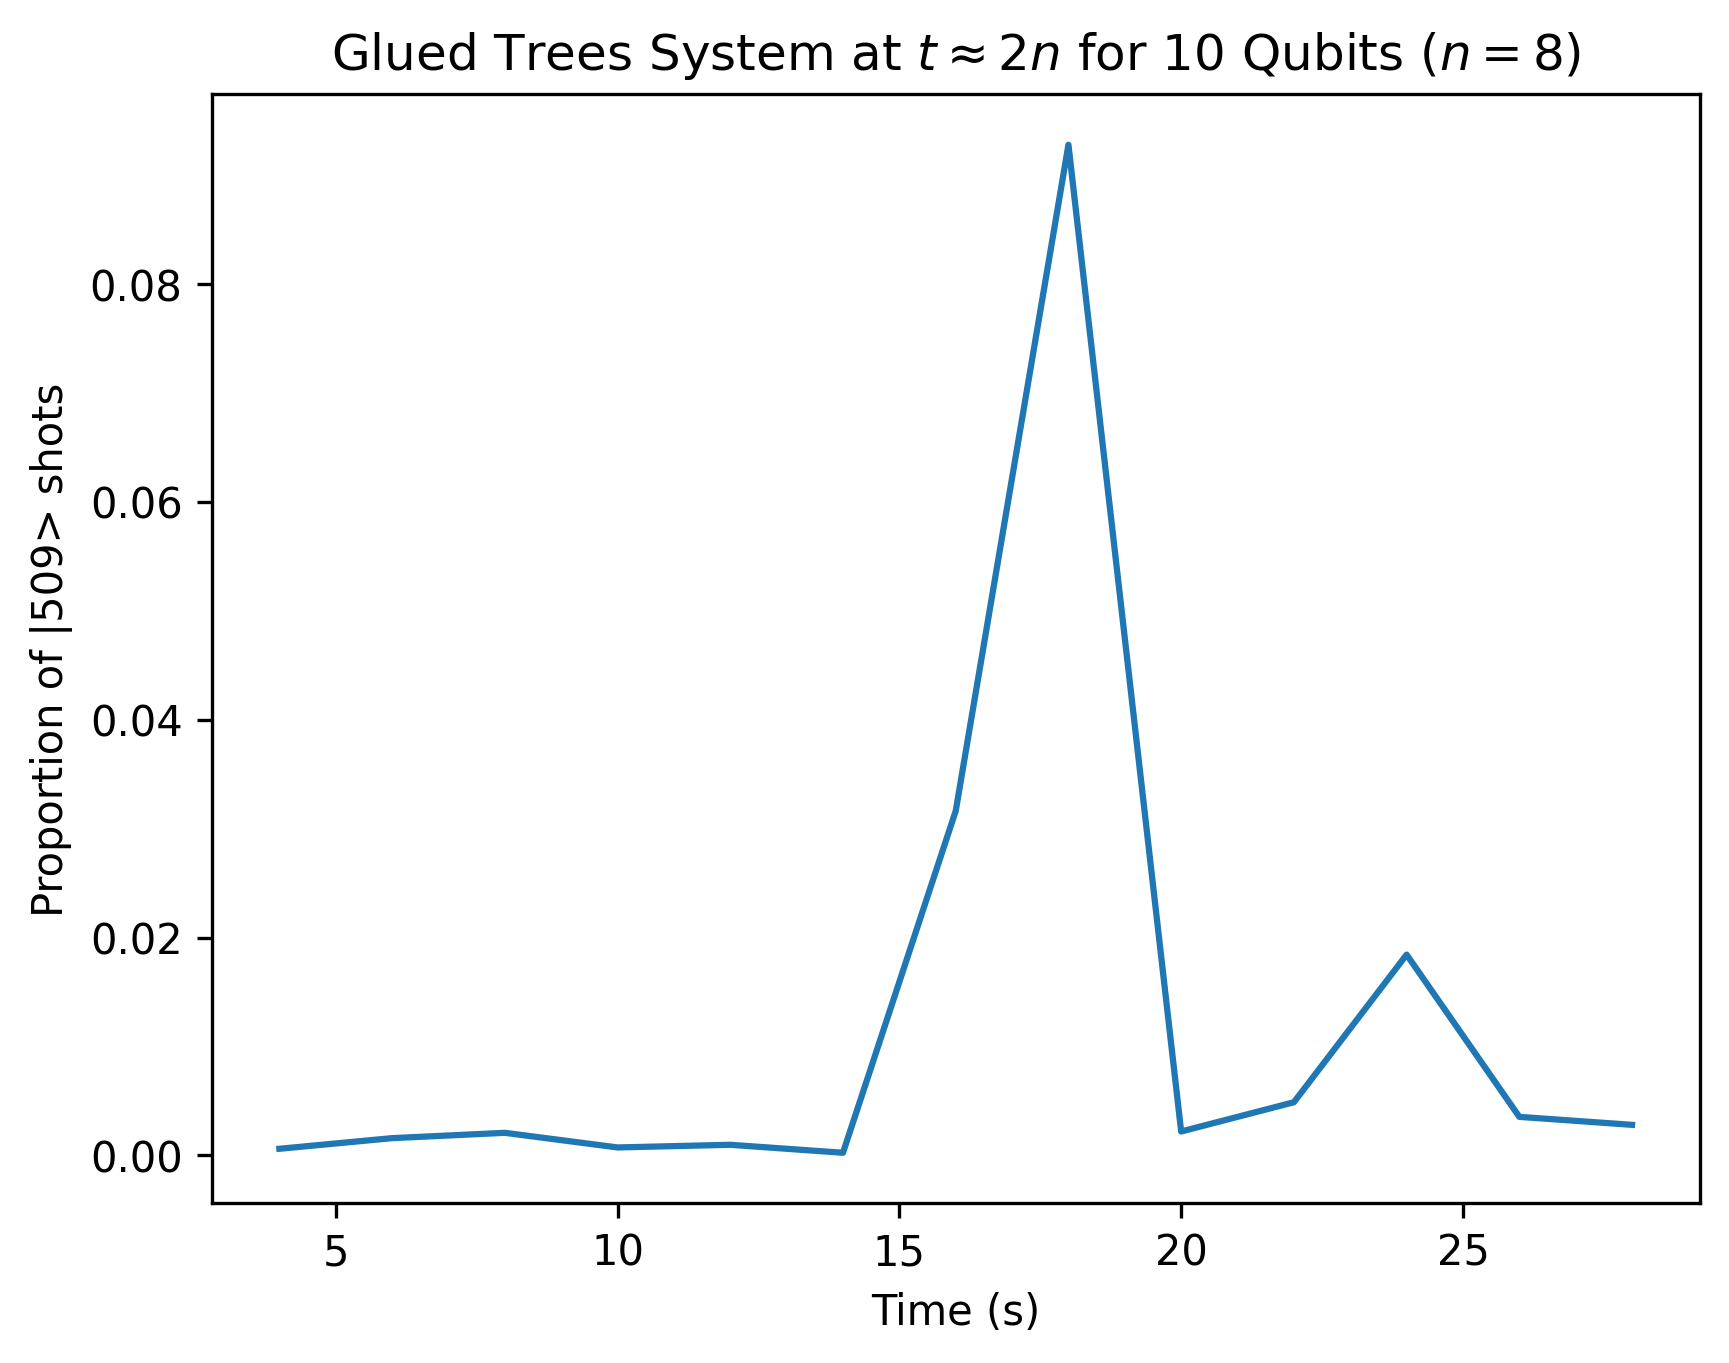 Glued Trees System at t ≈ 2n for 10 Qubits (n = 8)
Proportion of |509> shots
0.08
0.06
0.04
0.02
0.00
5 10 15 20 25
Time (s)